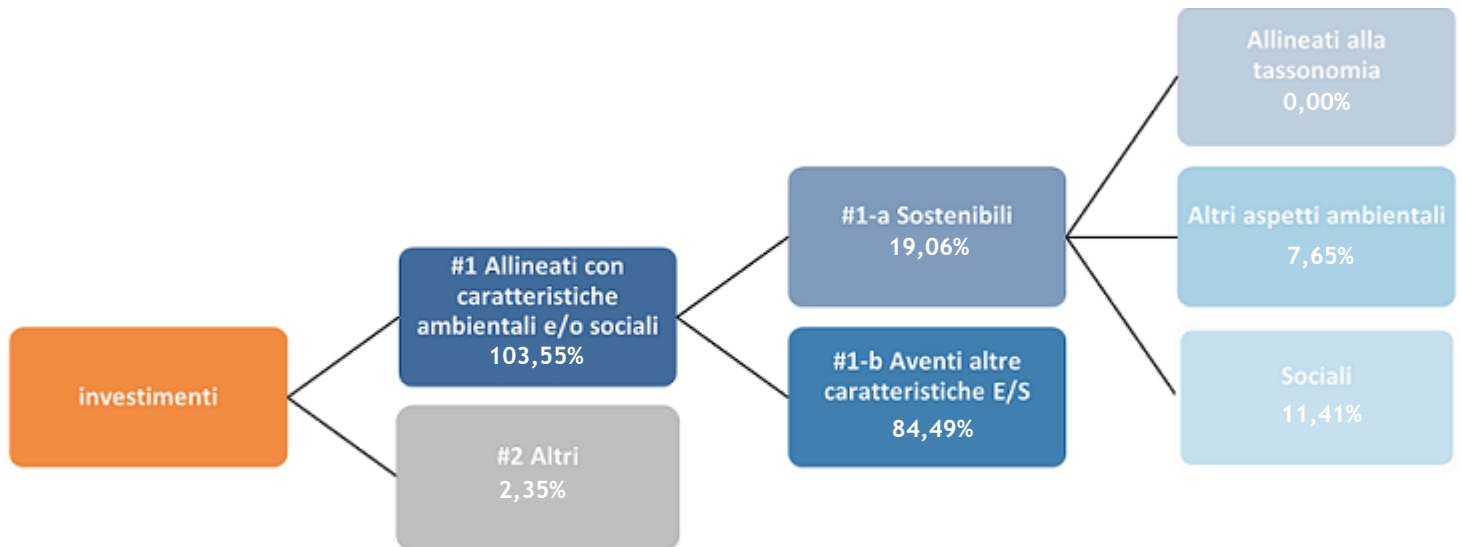 investimenti
#1 Allineati con
caratteristiche
ambientali e/o sociali
103,55%
#2 Altri
2,35%
#1-a Sostenibili
19,06%
#1-b Aventi altre
caratteristiche E/S
84,49%
Allineati alla
tassonomia
0,00%
Altri aspetti ambientali
7,65%
Sociali
11,41%